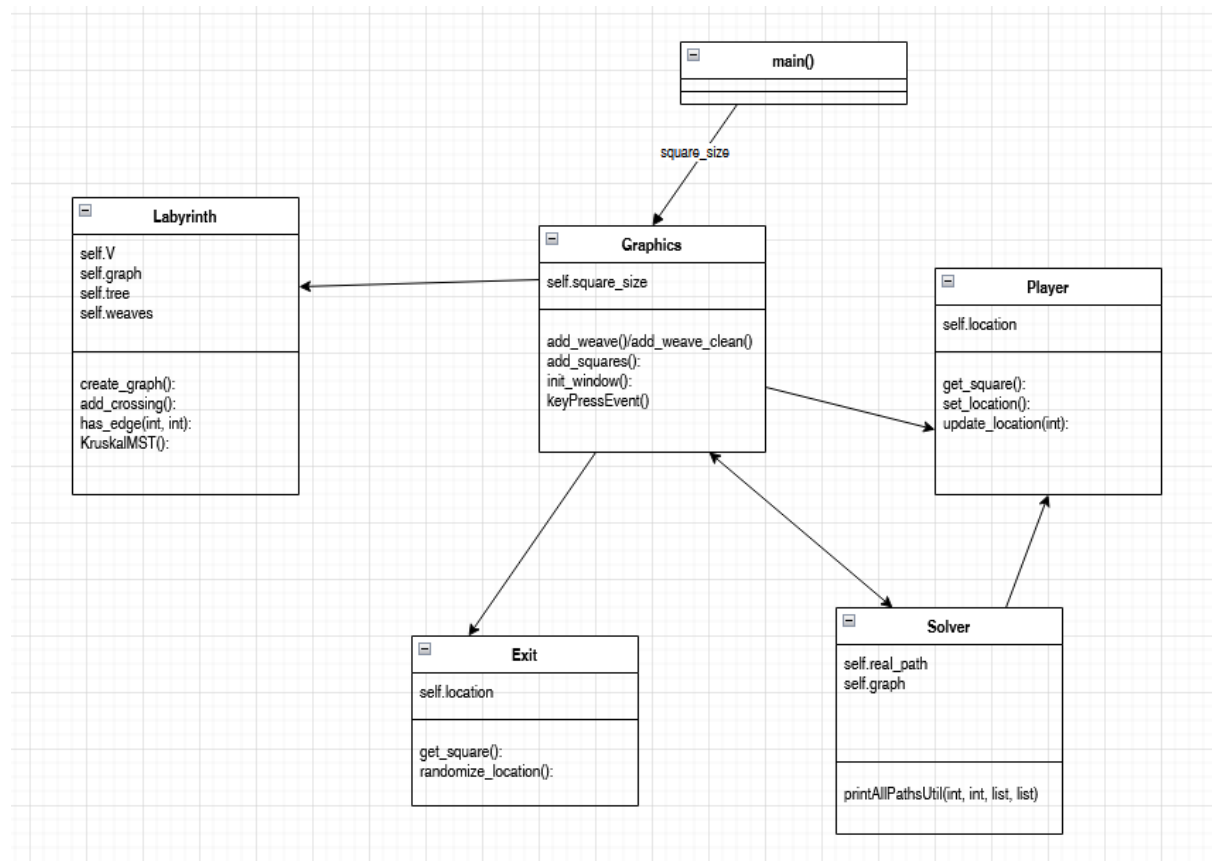 main()
square_size
Labyrinth
self.V
self.graph
self.tree
self.weaves
create_graph():
add_crossing():
has_edge(int, int):
KruskalMST():
Graphics
self.square_size
add_weave()/add_weave_clean()
add_squares():
init_window():
keyPressEvent()
Player
self.location
get_square():
set_location():
update_location(int):
Exit
self.location
get_square():
randomize_location():
Solver
self.real_path
self.graph
printAllPathsUtil(int, int, list, list)